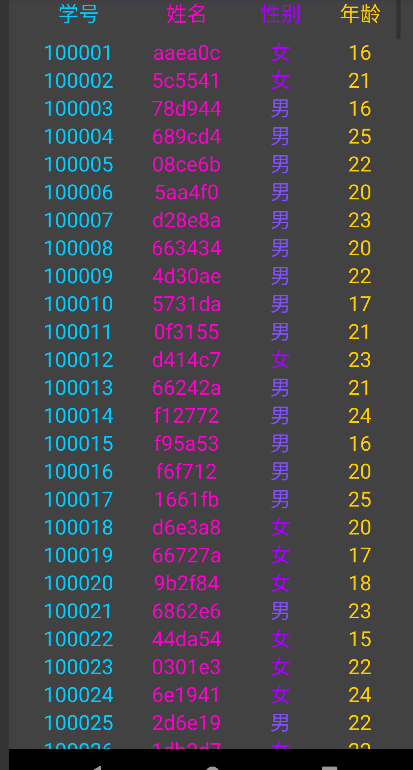 学号 姓名 性别 年龄
100001 aaea0c 女 16
100002 5c5541 女 21
100003 78d944 男 16
100004 689cd4 男 25
100005 08ce6b 男 22
100006 5aa4f0 男 20
100007 d28e8a 男 23
100008 663434 男 20
100009 4d30ae 男 22
100010 5731da 男 17
100011 0f3155 男 21
100012 d414c7 女 23
100013 66242a 男 21
100014 f12772 男 24
100015 f95a53 男 16
100016 f6f712 男 20
100017 1661fb 男 25
100018 d6e3a8 女 20
100019 66727a 女 17
100020 9b2f84 女 18
100021 6862e6 男 23
100022 44da54 女 15
100023 0301e3 女 22
100024 6e1941 女 24
100025 2d6e19 男 22
100026